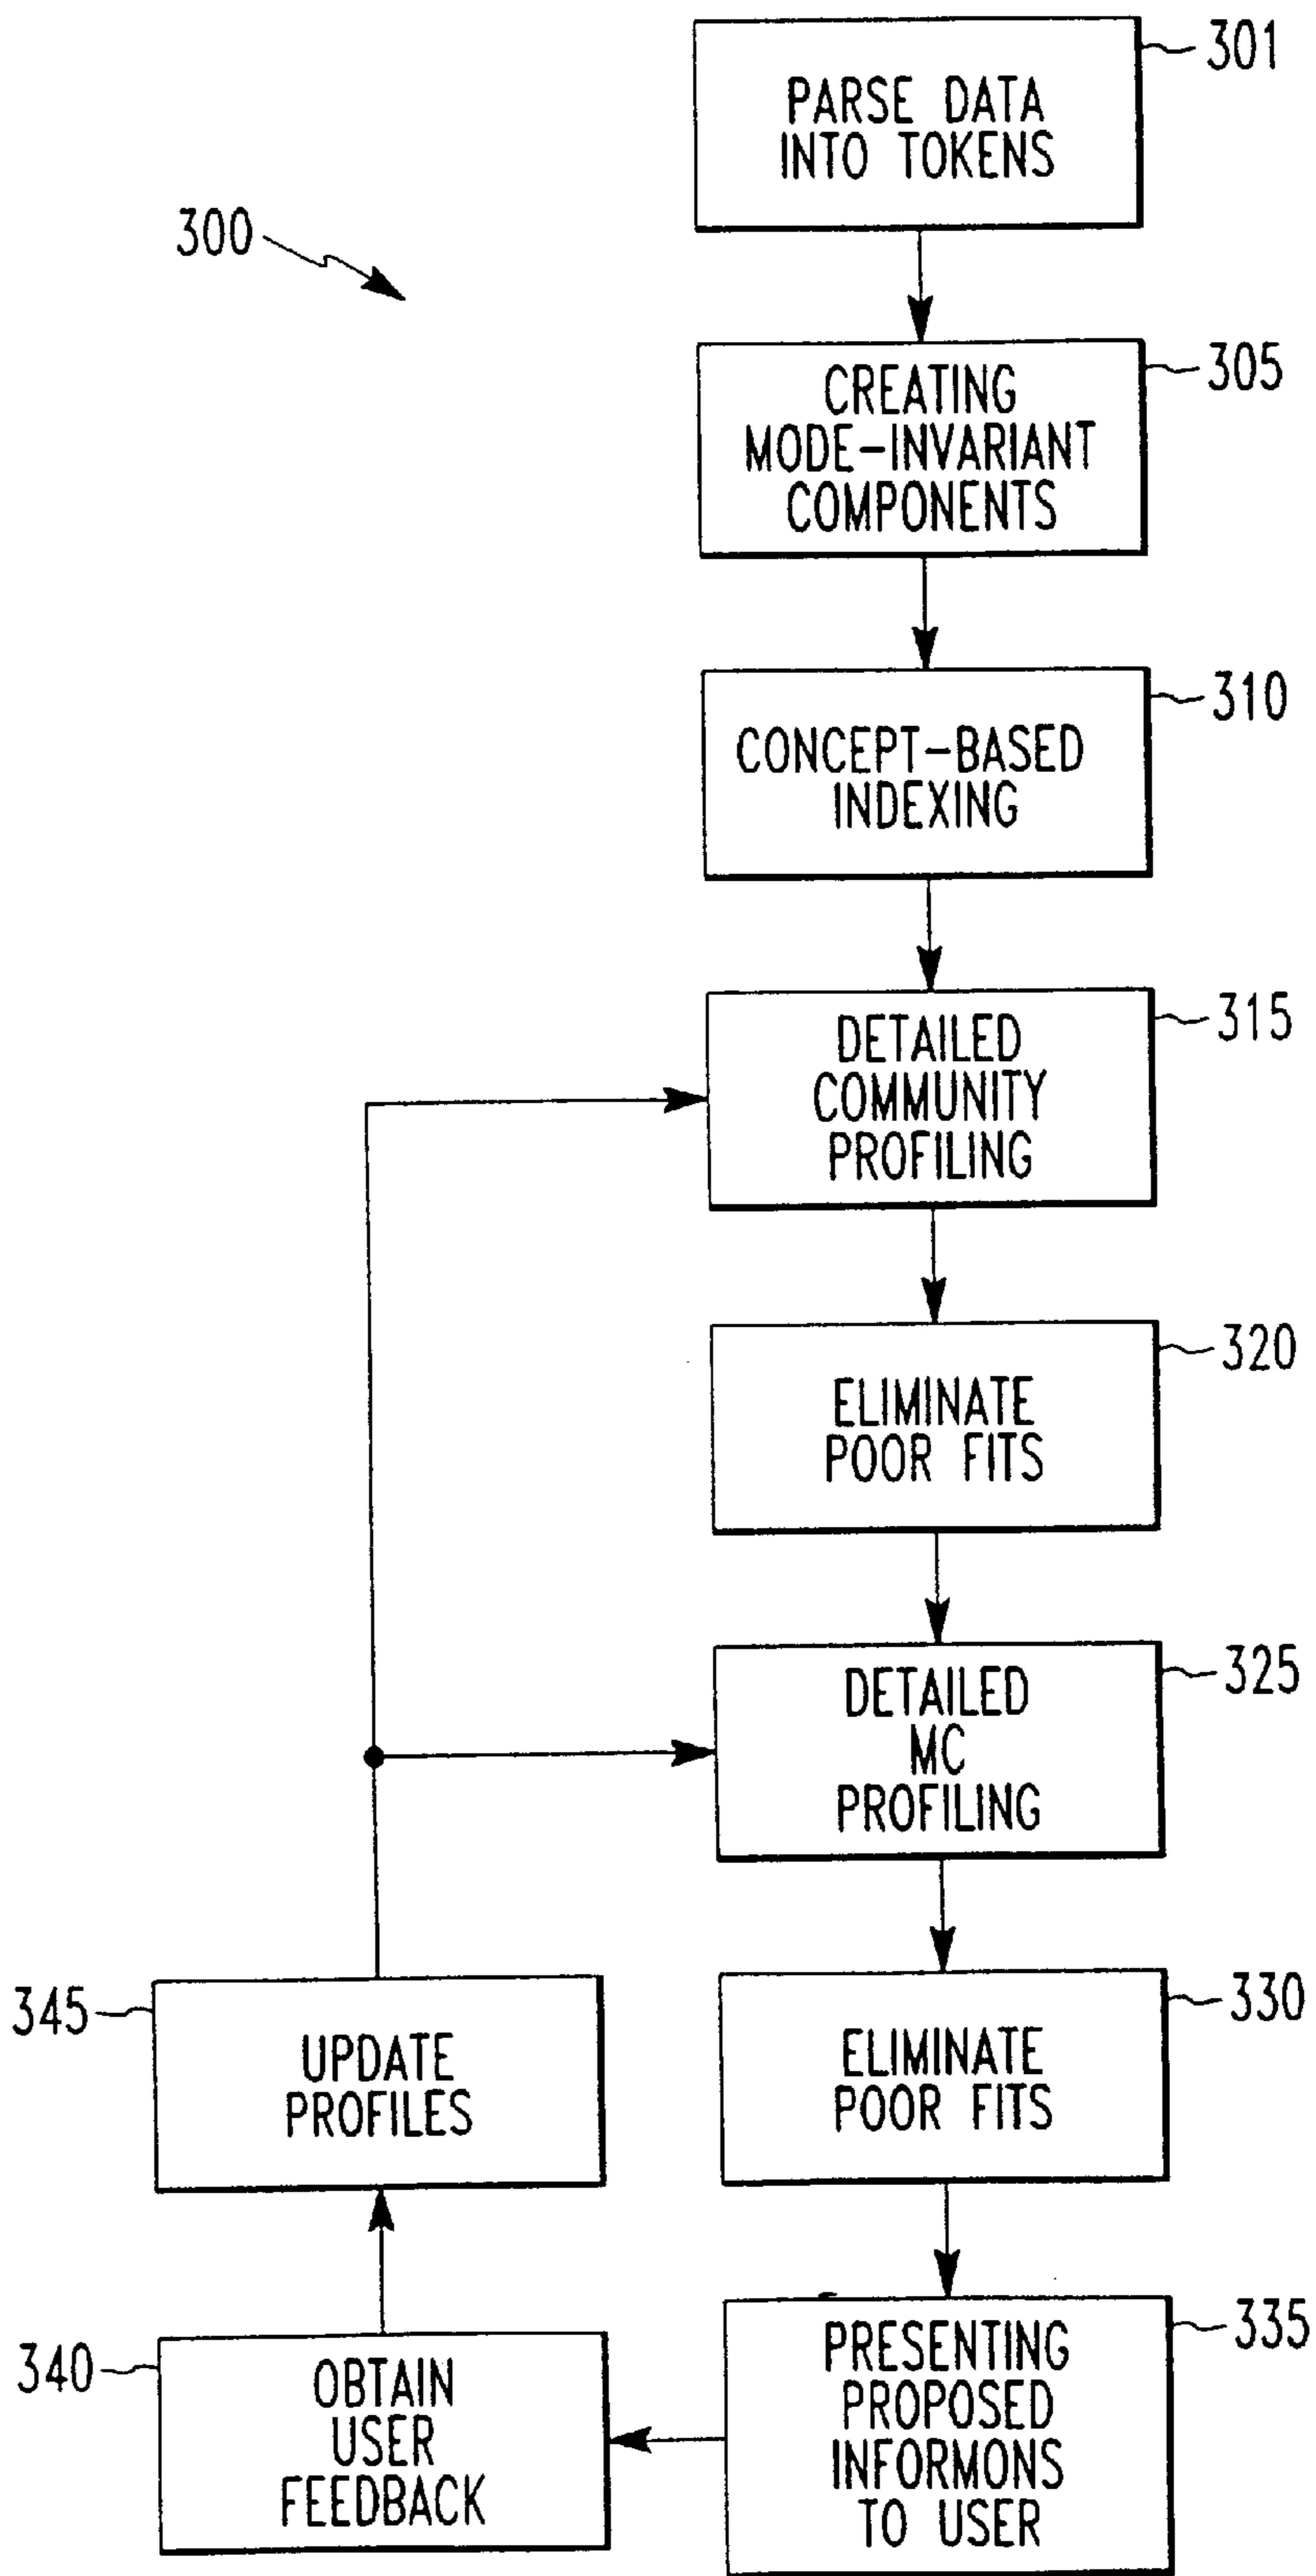 301
PARSE DATA
INTO TOKENS
300
305
CREATING
MODE-INVARIANT
COMPONENTS
310
CONCEPT-BASED
INDEXING
315
DETAILED
COMMUNITY
PROFILING
320
ELIMINATE
POOR FITS
325
DETAILED
MC
PROFILING
330
ELIMINATE
POOR FITS
345
UPDATE
PROFILES
335
PRESENTING
PROPOSED
INFORMONS
TO USER
340
OBTAIN
USER
FEEDBACK